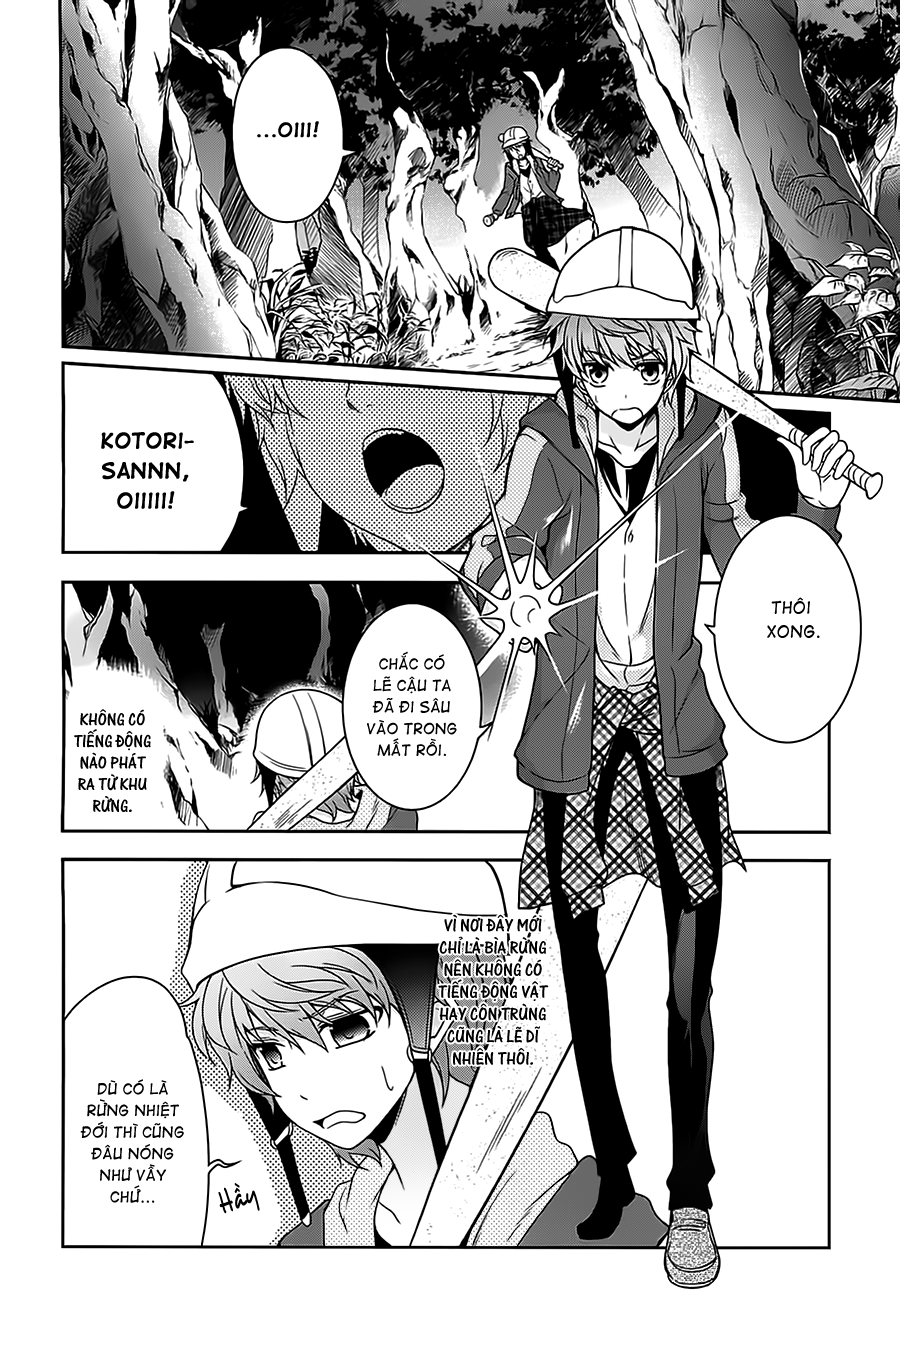 ...OIII!
KOTORI-
SANNN,
OIIIII!
THÔI
XONG.
CHẮC CÓ
LẼ CẬU TA
ĐÃ ĐI SÂU
VÀO TRONG
MẤT RỒI.
KHÔNG CÓ
TIẾNG ĐỘNG
NÀO PHÁT
RA TỪ KHU
RỪNG.
VÌ NƠI ĐÂY MỚI
CHỈ LÀ BÌA RỪNG
NÊN KHÔNG CÓ
TIẾNG ĐỘNG VẬT
HAY CÔN TRÙNG
CŨNG LÀ LẼ DĨ
NHIÊN THÔI.
DÙ CÓ LÀ
RỪNG NHIỆT
ĐỚI THÌ CŨNG
ĐÂU NÓNG
NHƯ VẦY
CHỨ...
Hầy